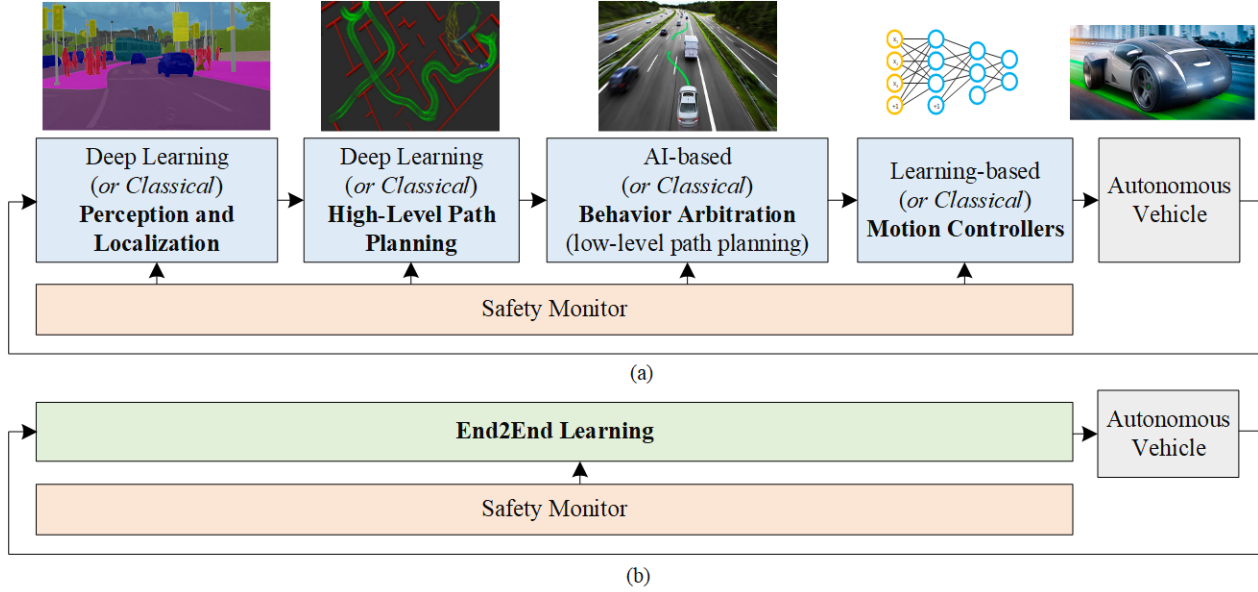 Deep Learning
(or Classical)
Perception and
Localization
Deep Learning
(or Classical)
High-Level Path
Planning
AI-based
(or Classical)
Behavior Arbitration
(low-level path planning)
Learning-based
(or Classical)
Motion Controllers
Autonomous
Vehicle
Safety Monitor
(a)
End2End Learning
Autonomous
Vehicle
Safety Monitor
(b)